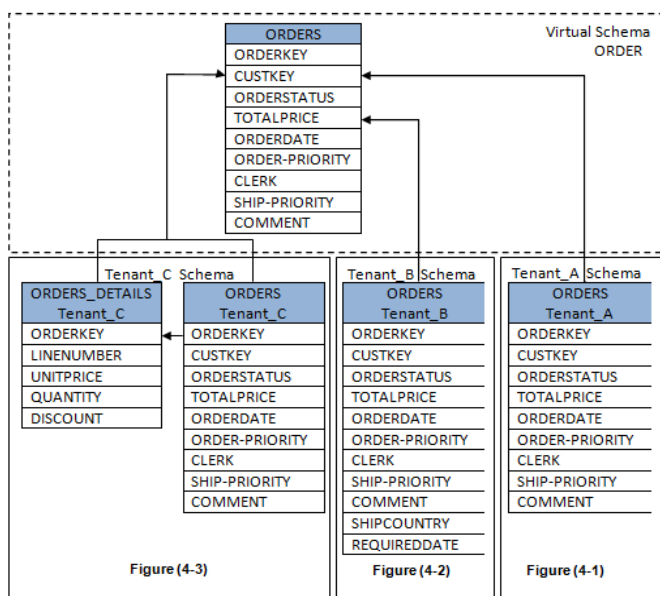 Virtual Schema
ORDER
ORDERS
ORDERKEY
CUSTKEY
ORDERSTATUS
TOTALPRICE
ORDERDATE
ORDER-PRIORITY
CLERK
SHIP-PRIORITY
COMMENT
Tenant_C Schema
ORDERS_DETAILS
Tenant_C
ORDERKEY
LINENUMBER
UNITPRICE
QUANTITY
DISCOUNT
ORDERS
Tenant_C
ORDERKEY
CUSTKEY
ORDERSTATUS
TOTALPRICE
ORDERDATE
ORDER-PRIORITY
CLERK
SHIP-PRIORITY
COMMENT
Figure (4-3)
Tenant_B Schema
ORDERS
Tenant_B
ORDERKEY
CUSTKEY
ORDERSTATUS
TOTALPRICE
ORDERDATE
ORDER-PRIORITY
CLERK
SHIP-PRIORITY
COMMENT
SHIPCOUNTRY
REQUIREDDATE
Figure (4-2)
Tenant_A Schema
ORDERS
Tenant_A
ORDERKEY
CUSTKEY
ORDERSTATUS
TOTALPRICE
ORDERDATE
ORDER-PRIORITY
CLERK
SHIP-PRIORITY
COMMENT
Figure (4-1)